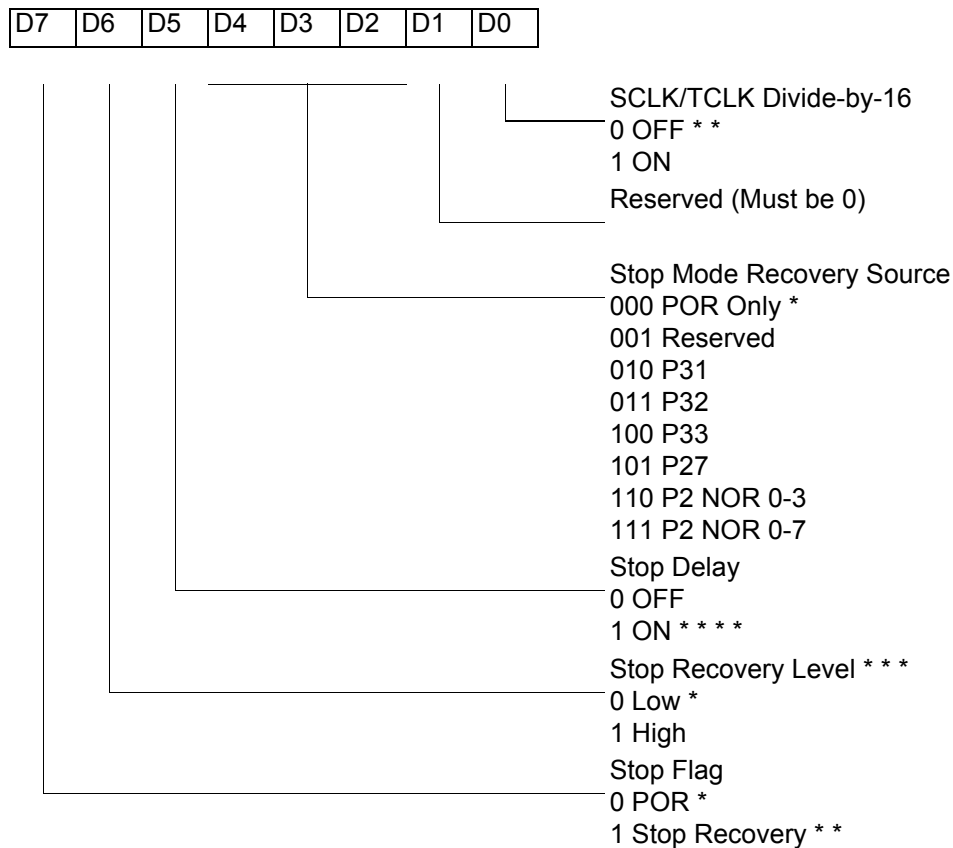 D7 D6 D5 D4 D3 D2 D1 D0
SCLK/TCLK Divide-by-16
0 OFF * *
1 ON
Reserved (Must be 0)
Stop Mode Recovery Source
000 POR Only *
001 Reserved
010 P31
011 P32
100 P33
101 P27
110 P2 NOR 0-3
111 P2 NOR 0-7
Stop Delay
0 OFF
1 ON * * * *
Stop Recovery Level * * *
0 Low *
1 High
Stop Flag
0 POR *
1 Stop Recovery * *